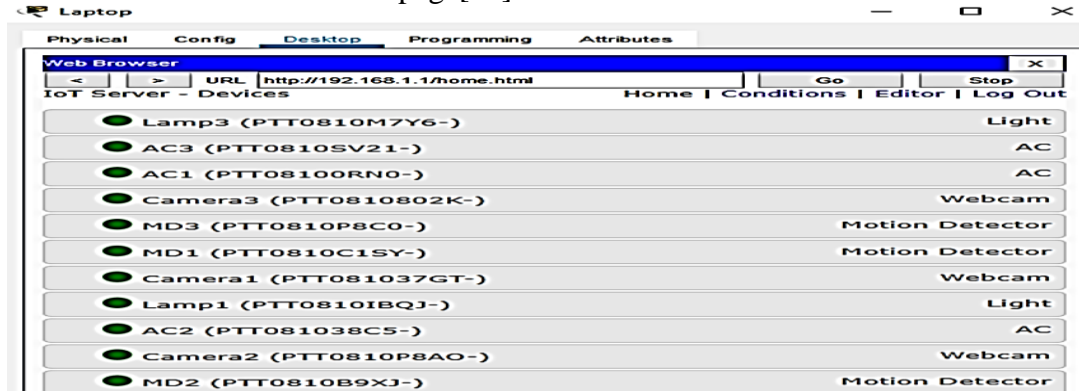 Laptop
Physical Config Desktop Programming Attributes
Web Browser X
< > URL http://192.168.1.1/home.html Go Stop
IoT Server - Devices Home | Conditions | Editor | Log Out
Lamp3 (PTT0810M7Y6-) Light
AC3 (PTT0810SV21-) AC
AC1 (PTT08100RN0-) AC
Camera3 (PTT0810802K-) Webcam
MD3 (PTT0810P8C0-) Motion Detector
MD1 (PTT0810C1SY-) Motion Detector
Camera1 (PTT081037GT-) Webcam
Lamp1 (PTT0810IBQJ-) Light
AC2 (PTT081038C5-) AC
Camera2 (PTT0810P8AO-) Webcam
MD2 (PTT0810B9XJ-) Motion Detector